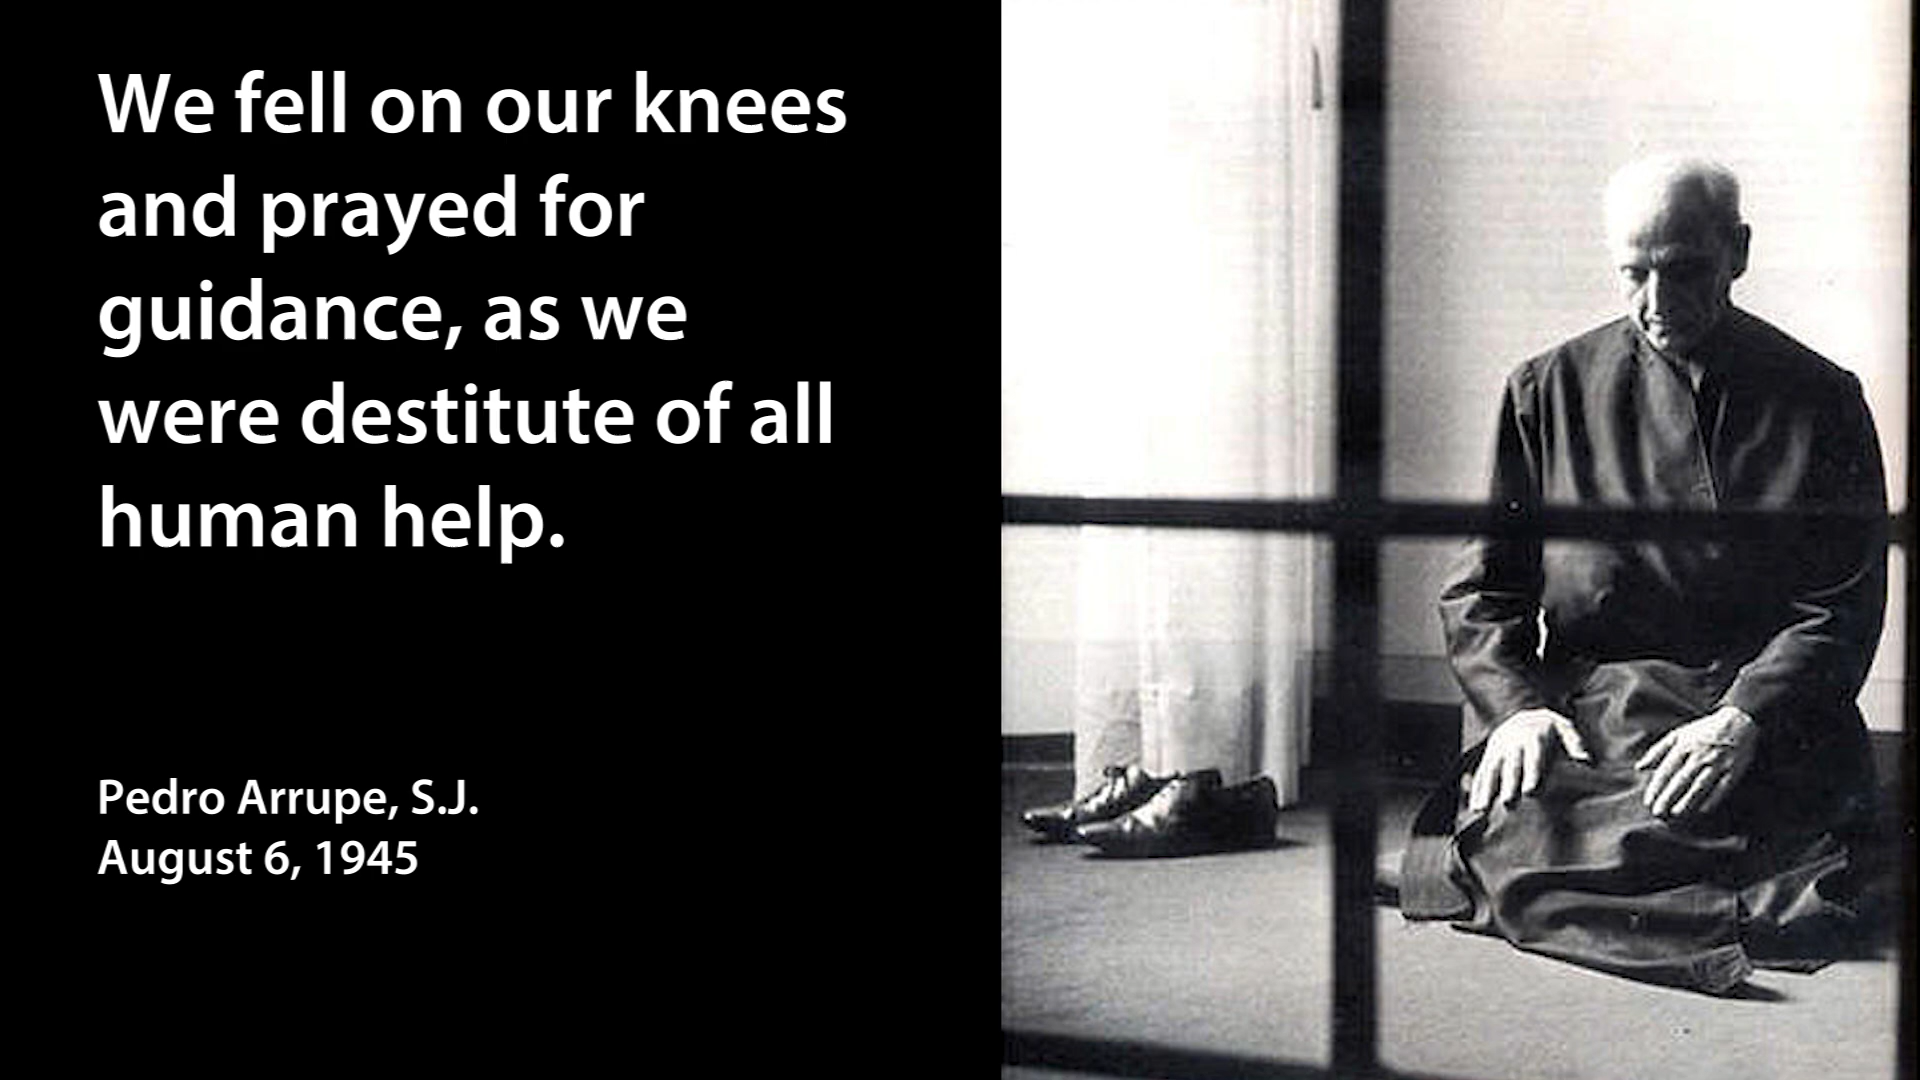 We fell on our knees
and prayed for
guidance, as we
were destitute of all
human help.
Pedro Arrupe, S.J.
August 6, 1945